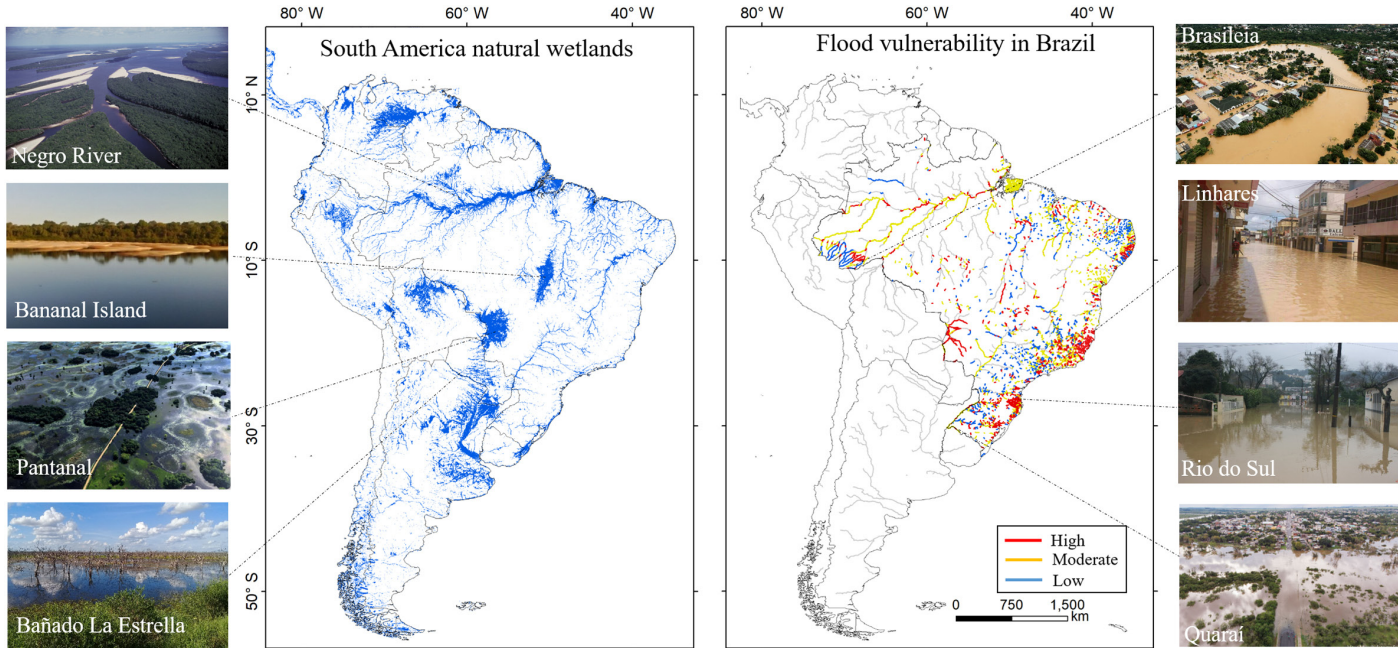 80° W
60° W
40° W
80° W
60° W
40° W
South America natural wetlands
Flood vulnerability in Brazil
10° N
10° S
30° S
50° S
Negro River
Bananal Island
Pantanal
Bañado La Estrella
Brasileia
Linhares
Rio do Sul
Quaraí
High
Moderate
Low
0 750 1,500
km